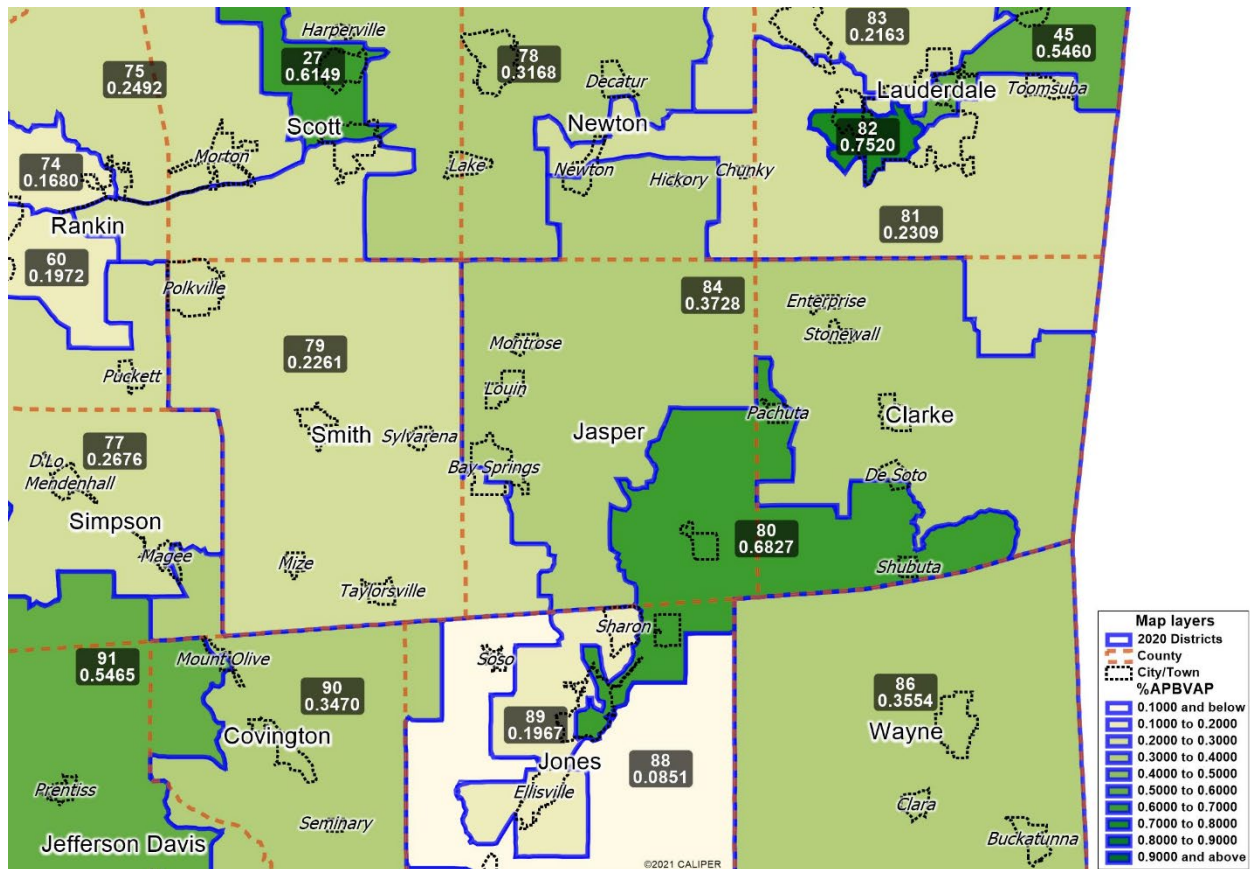 Harperville
83
0.2163
45
0.5460
27
0.6149
78
0.3168
75
0.2492
Decatur
Lauderdale
Toomsuba
Scott
Newton
82
0.7520
74
0.1680
Morton
Lake
Newton
Hickory
Chunky
Rankin
81
0.2309
60
0.1972
Polkville
84
0.3728
Enterprise
Stonewall
79
0.2261
Montrose
Puckett
Louin
Pachuta
Clarke
Smith
Sylvarena
Jasper
77
0.2676
D'Lo
Mendenhall
Bay Springs
De Soto
Simpson
80
0.6827
Magee
Mize
Shubuta
Taylorsville
Sharon
91
0.5465
Mount Olive
Soso
90
0.3470
86
0.3554
89
0.1967
Covington
Wayne
Jones
88
0.0851
Prentiss
Ellisville
Clara
Seminary
Buckatunna
Jefferson Davis
©2021 CALIPER
Map layers
2020 Districts
County
City/Town
%APBVAP
0.1000 and below
0.1000 to 0.2000
0.2000 to 0.3000
0.3000 to 0.4000
0.4000 to 0.5000
0.5000 to 0.6000
0.6000 to 0.7000
0.7000 to 0.8000
0.8000 to 0.9000
0.9000 and above